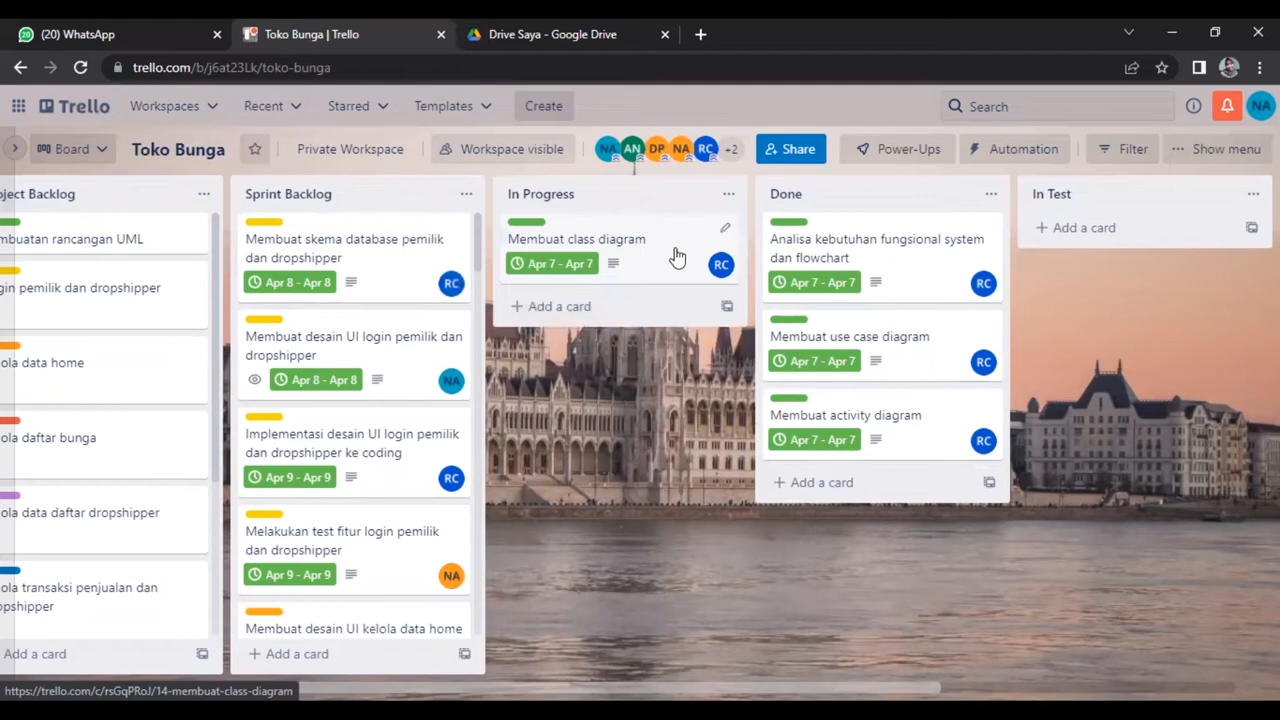 (20) WhatsApp
Toko Bunga | Trello
Drive Saya - Google Drive
trello.com/b/j6at23Lk/toko-bunga
Trello
Workspaces
Recent
Starred
Templates
Create
Search
NA
Board
Toko Bunga
Private Workspace
Workspace visible
NA AN DP NA RC +2
Share
Power-Ups
Automation
Filter
Show menu
oject Backlog
mbuatan rancangan UML
gin pemilik dan dropshipper
ola data home
ola daftar bunga
ola data daftar dropshipper
ola transaksi penjualan dan
opshipper
Add a card
Sprint Backlog
Membuat skema database pemilik
dan dropshipper
Apr 8 - Apr 8
RC
Membuat desain UI login pemilik dan
dropshipper
Apr 8 - Apr 8
NA
Implementasi desain UI login pemilik
dan dropshipper ke coding
Apr 9 - Apr 9
RC
Melakukan test fitur login pemilik
dan dropshipper
Apr 9 - Apr 9
NA
Membuat desain UI kelola data home
+ Add a card
In Progress
Membuat class diagram
Apr 7 - Apr 7
RC
+ Add a card
Done
Analisa kebutuhan fungsional system
dan flowchart
Apr 7 - Apr 7
RC
Membuat use case diagram
Apr 7 - Apr 7
RC
Membuat activity diagram
Apr 7 - Apr 7
RC
+ Add a card
In Test
+ Add a card
https://trello.com/c/rsGqPRoJ/14-membuat-class-diagram